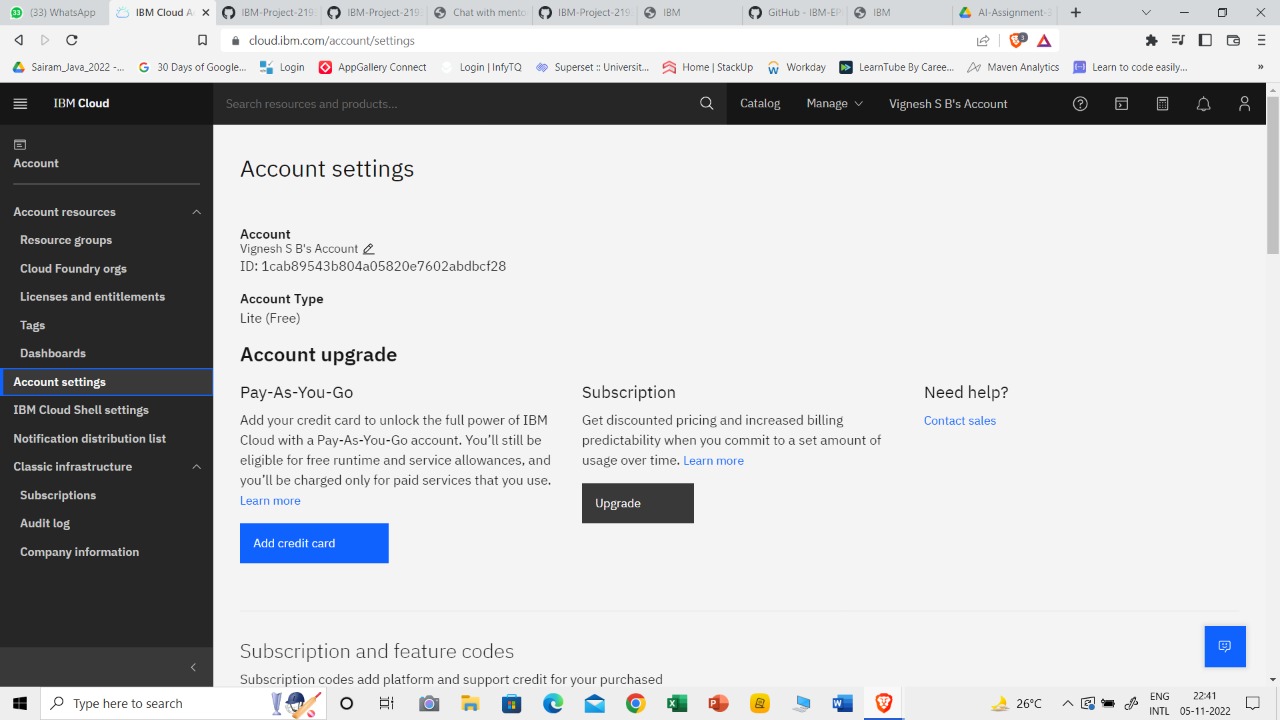 (33) WhatsApp
IBM Cloud A
IBM-Project-219
IBM-Project-219
Chat with mento
IBM-Project-219
IBM
GitHub - IBM-EP
IBM
AI-Assignment-3
cloud.ibm.com/account/settings
3
Sairam_Java_2022 -...
30 Days of Google...
Login
AppGallery Connect
Login | InfyTQ
Superset :: Universit...
Home | StackUp
Workday
LearnTube By Caree...
Maven Analytics
Learn to code easily...
»
IBM Cloud
Search resources and products...
Catalog
Manage
Vignesh S B's Account
Account
Account resources
Resource groups
Cloud Foundry orgs
Licenses and entitlements
Tags
Dashboards
Account settings
IBM Cloud Shell settings
Notification distribution list
Classic infrastructure
Subscriptions
Audit log
Company information
Account settings
Account
Vignesh S B's Account
ID: 1cab89543b804a05820e7602abdbcf28
Account Type
Lite (Free)
Account upgrade
Pay-As-You-Go
Add your credit card to unlock the full power of IBM
Cloud with a Pay-As-You-Go account. You'll still be
eligible for free runtime and service allowances, and
you'll be charged only for paid services that you use.
Learn more
Add credit card
Subscription
Get discounted pricing and increased billing
predictability when you commit to a set amount of
usage over time. Learn more
Upgrade
Need help?
Contact sales
Subscription and feature codes
Subscription codes add platform and support credit for your purchased
Type here to search
26°C
ENG
INTL
22:41
05-11-2022